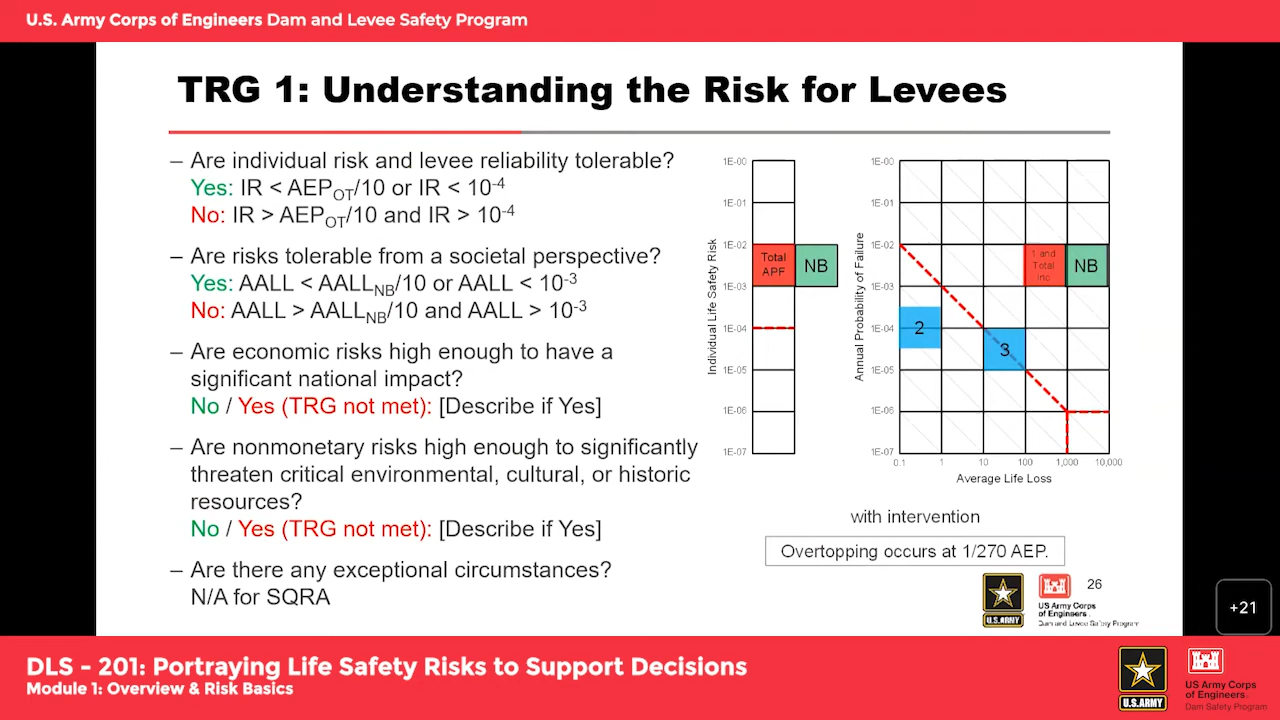 U.S. Army Corps of Engineers Dam and Levee Safety Program
TRG 1: Understanding the Risk for Levees
– Are individual risk and levee reliability tolerable?
Yes: IR < AEPOT/10 or IR < 10-4
No: IR > AEPOT/10 and IR > 10-4
– Are risks tolerable from a societal perspective?
Yes: AALL < AALLNB/10 or AALL < 10-3
No: AALL > AALLNB/10 and AALL > 10-3
– Are economic risks high enough to have a
significant national impact?
No / Yes (TRG not met): [Describe if Yes]
– Are nonmonetary risks high enough to significantly
threaten critical environmental, cultural, or historic
resources?
No / Yes (TRG not met): [Describe if Yes]
– Are there any exceptional circumstances?
N/A for SQRA
Individual Life Safety Risk
1E-00
1E-01
1E-02
1E-03
1E-04
1E-05
1E-06
1E-07
Total
APF
NB
Annual Probability of Failure
1E-00
1E-01
1E-02
1E-03
1E-04
1E-05
1E-06
1E-07
1 and
Total
Inc
NB
2
3
0.1 1 10 100 1,000 10,000
Average Life Loss
with intervention
Overtopping occurs at 1/270 AEP.
U.S. ARMY
US Army Corps
of Engineers
Dam and Levee Safety Program
26
+21
DLS - 201: Portraying Life Safety Risks to Support Decisions
Module 1: Overview & Risk Basics
U.S. ARMY
US Army Corps
of Engineers
Dam Safety Program